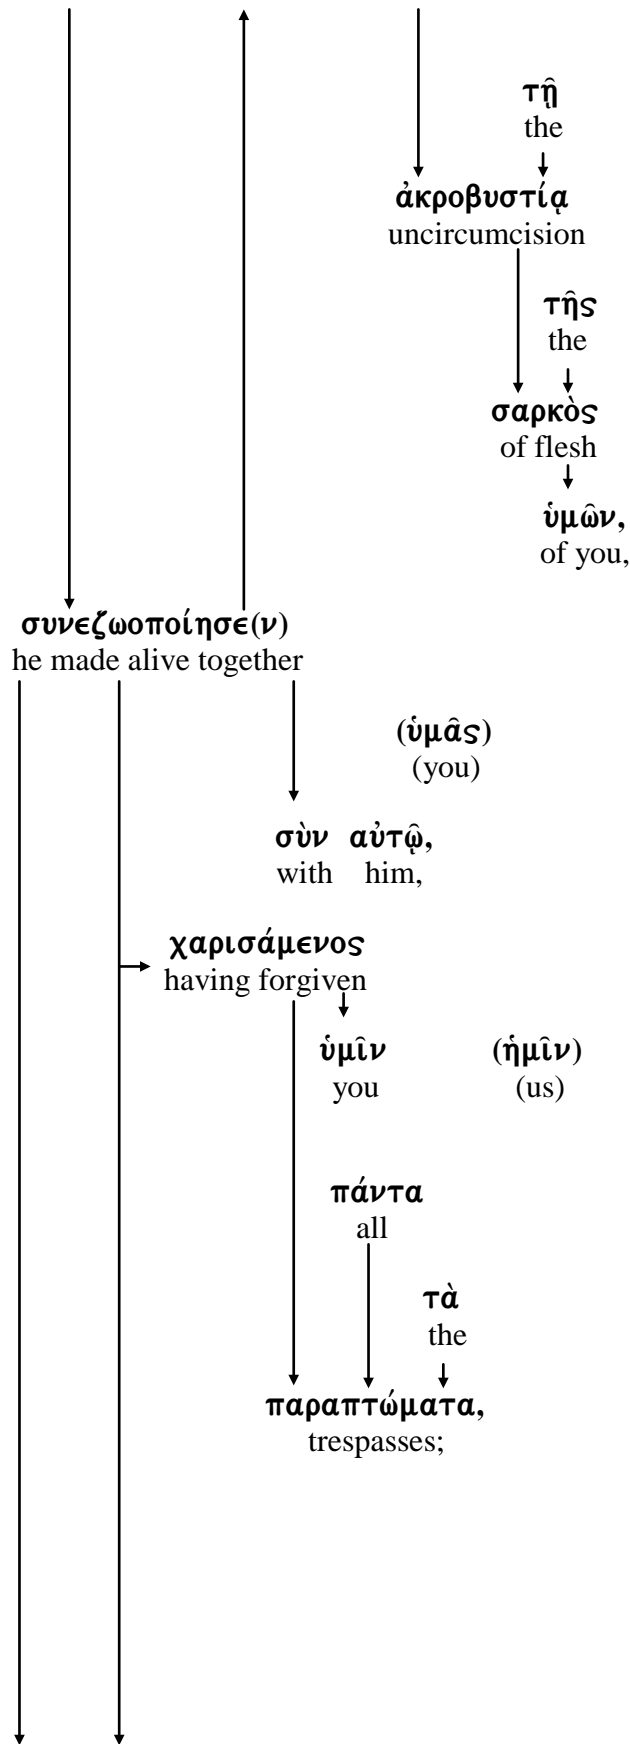 τῇ
the
ἀκροβυστίᾳ
uncircumcision
τῆς
the
σαρκὸς
of flesh
ὑμῶν,
of you,
συνεζωοποίησε(ν)
he made alive together
(ὑμᾶς)
(you)
σὺν αὐτῷ,
with him,
χαρισάμενος
having forgiven
ὑμῖν (ἡμῖν)
you (us)
πάντα
all
τὰ
the
παραπτώματα,
trespasses;